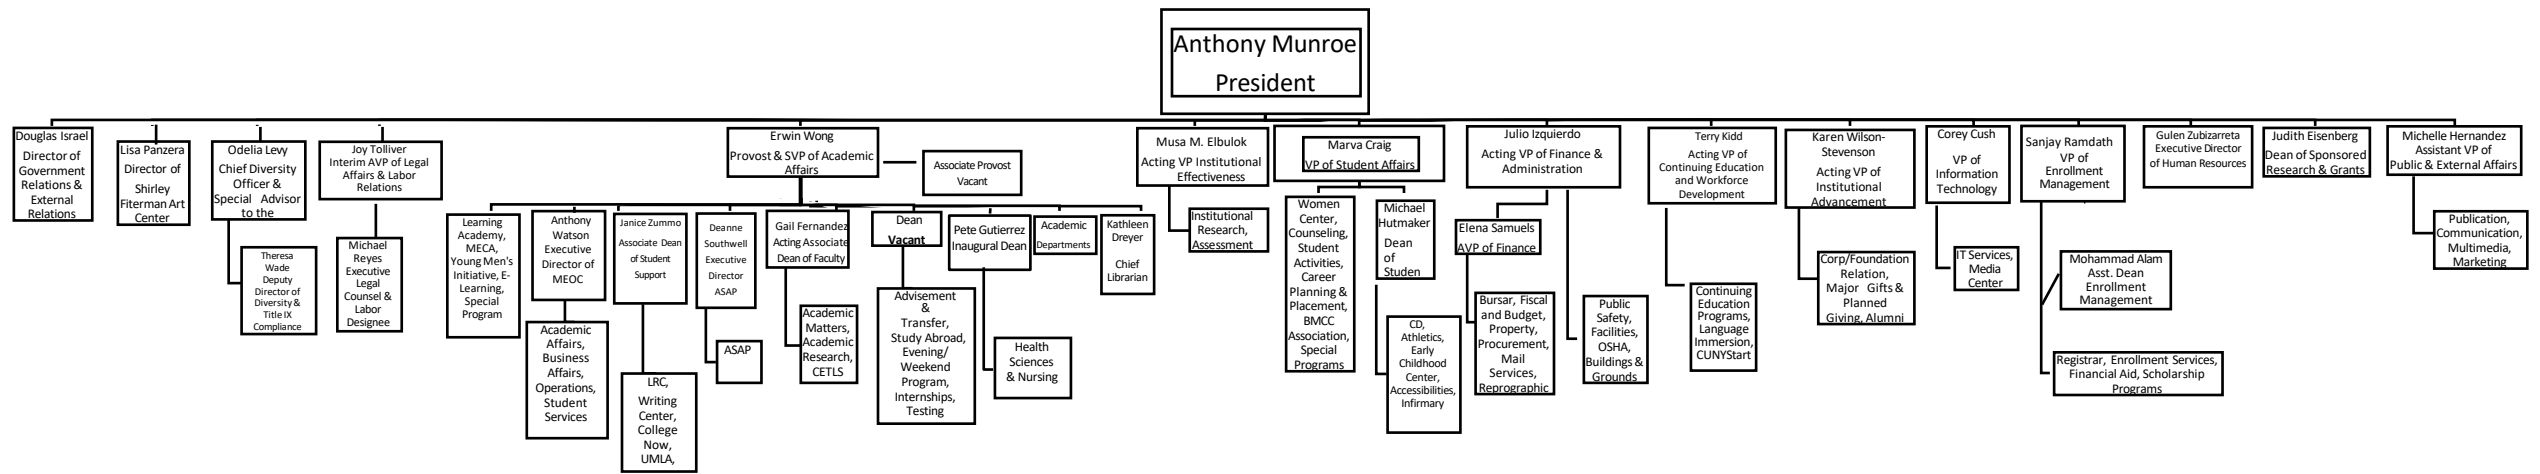 Anthony Munroe
President
Douglas Israel
Director of
Government
Relations &
External
Relations
Lisa Panzera
Director of
Shirley
Fiterman Art
Center
Odelia Levy
Chief Diversity
Officer &
Special Advisor
to the
Theresa
Wade
Deputy
Director of
Diversity &
Title IX
Compliance
Joy Tolliver
Interim AVP of Legal
Affairs & Labor
Relations
Michael
Reyes
Executive
Legal
Counsel &
Labor
Designee
Erwin Wong
Provost & SVP of Academic
Affairs
Associate Provost
Vacant
Learning
Academy,
MECA,
Young Men's
Initiative, E-
Learning,
Special
Program
Anthony
Watson
Executive
Director of
MEOC
Academic
Affairs,
Business
Affairs,
Operations,
Student
Services
Janice Zummo
Associate Dean
of Student
Support
LRC,
Writing
Center,
College
Now,
UMLA,
Deanne
Southwell
Executive
Director
ASAP
ASAP
Gail Fernandez
Acting Associate
Dean of Faculty
Academic
Matters,
Academic
Research,
CETLS
Dean
Vacant
Advisement
&
Transfer,
Study Abroad,
Evening/
Weekend
Program,
Internships,
Testing
Pete Gutierrez
Inaugural Dean
Health
Sciences
& Nursing
Academic
Departments
Kathleen
Dreyer
Chief
Librarian
Musa M. Elbulok
Acting VP Institutional
Effectiveness
Institutional
Research,
Assessment
Marva Craig
VP of Student Affairs
Women
Center,
Counseling,
Student
Activities,
Career
Planning &
Placement,
BMCC
Association,
Special
Programs
Michael
Hutmaker
Dean
of
Studen
CD,
Athletics,
Early
Childhood
Center,
Accessibilities,
Infirmary
Julio Izquierdo
Acting VP of Finance &
Administration
Elena Samuels
AVP of Finance
Bursar, Fiscal
and Budget,
Property,
Procurement,
Mail
Services,
Reprographic
Public
Safety,
Facilities,
OSHA,
Buildings &
Grounds
Terry Kidd
Acting VP of
Continuing Education
and Workforce
Development
Continuing
Education
Programs,
Language
Immersion,
CUNYStart
Karen Wilson-
Stevenson
Acting VP of
Institutional
Advancement
Corp/Foundation
Relation,
Major Gifts &
Planned
Giving, Alumni
Corey Cush
VP of
Information
Technology
IT Services,
Media
Center
Sanjay Ramdath
VP of
Enrollment
Management
Mohammad Alam
Asst. Dean
Enrollment
Management
Registrar, Enrollment Services,
Financial Aid, Scholarship
Programs
Gulen Zubizarreta
Executive Director
of Human Resources
Judith Eisenberg
Dean of Sponsored
Research & Grants
Michelle Hernandez
Assistant VP of
Public & External Affairs
Publication,
Communication,
Multimedia,
Marketing